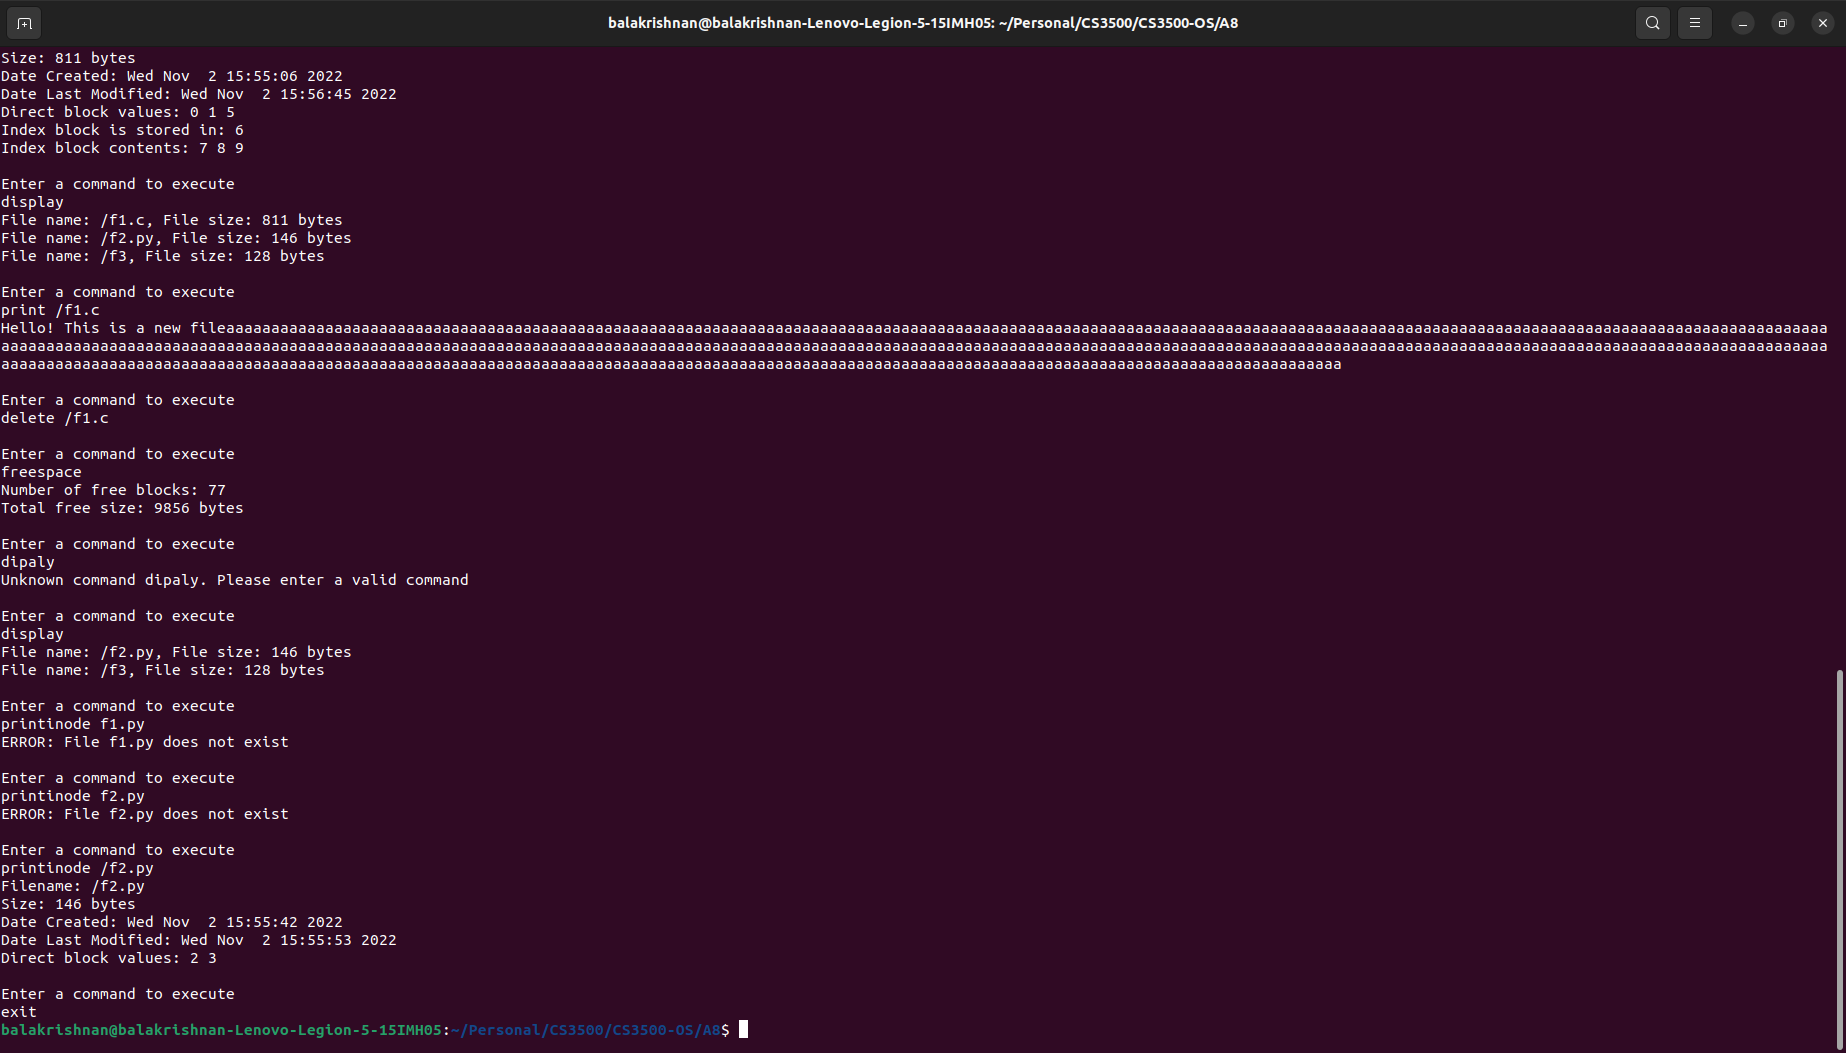 balakrishnan@balakrishnan-Lenovo-Legion-5-15IMH05: ~/Personal/CS3500/CS3500-OS/A8
Size: 811 bytes
Date Created: Wed Nov  2 15:55:06 2022
Date Last Modified: Wed Nov  2 15:56:45 2022
Direct block values: 0 1 5
Index block is stored in: 6
Index block contents: 7 8 9
Enter a command to execute
display
File name: /f1.c, File size: 811 bytes
File name: /f2.py, File size: 146 bytes
File name: /f3, File size: 128 bytes
Enter a command to execute
print /f1.c
Hello! This is a new fileaaaaaaaaaaaaaaaaaaaaaaaaaaaaaaaaaaaaaaaaaaaaaaaaaaaaaaaaaaaaaaaaaaaaaaaaaaaaaaaaaaaaaaaaaaaaaaaaaaaaaaaaaaaaaaaaaaaaaaaaaaaaaaaaaaaaaaaaaaaaaaaaaaaaaaaaaaaaaaaaaaaaaaaaaaaaaaaaaa
aaaaaaaaaaaaaaaaaaaaaaaaaaaaaaaaaaaaaaaaaaaaaaaaaaaaaaaaaaaaaaaaaaaaaaaaaaaaaaaaaaaaaaaaaaaaaaaaaaaaaaaaaaaaaaaaaaaaaaaaaaaaaaaaaaaaaaaaaaaaaaaaaaaaaaaaaaaaaaaaaaaaaaaaaaaaaaaaaaaaaaaaaaaaaaaaaaaaaaaaaaa
aaaaaaaaaaaaaaaaaaaaaaaaaaaaaaaaaaaaaaaaaaaaaaaaaaaaaaaaaaaaaaaaaaaaaaaaaaaaaaaaaaaaaaaaaaaaaaaaaaaaaaaaaaaaaaaaaaaaaaaaaaaaaaaaaaaaaaaaaaaaaaaaaaaaa
Enter a command to execute
delete /f1.c
Enter a command to execute
freespace
Number of free blocks: 77
Total free size: 9856 bytes
Enter a command to execute
dipaly
Unknown command dipaly. Please enter a valid command
Enter a command to execute
display
File name: /f2.py, File size: 146 bytes
File name: /f3, File size: 128 bytes
Enter a command to execute
printinode f1.py
ERROR: File f1.py does not exist
Enter a command to execute
printinode f2.py
ERROR: File f2.py does not exist
Enter a command to execute
printinode /f2.py
Filename: /f2.py
Size: 146 bytes
Date Created: Wed Nov  2 15:55:42 2022
Date Last Modified: Wed Nov  2 15:55:53 2022
Direct block values: 2 3
Enter a command to execute
exit
balakrishnan@balakrishnan-Lenovo-Legion-5-15IMH05:~/Personal/CS3500/CS3500-OS/A8$